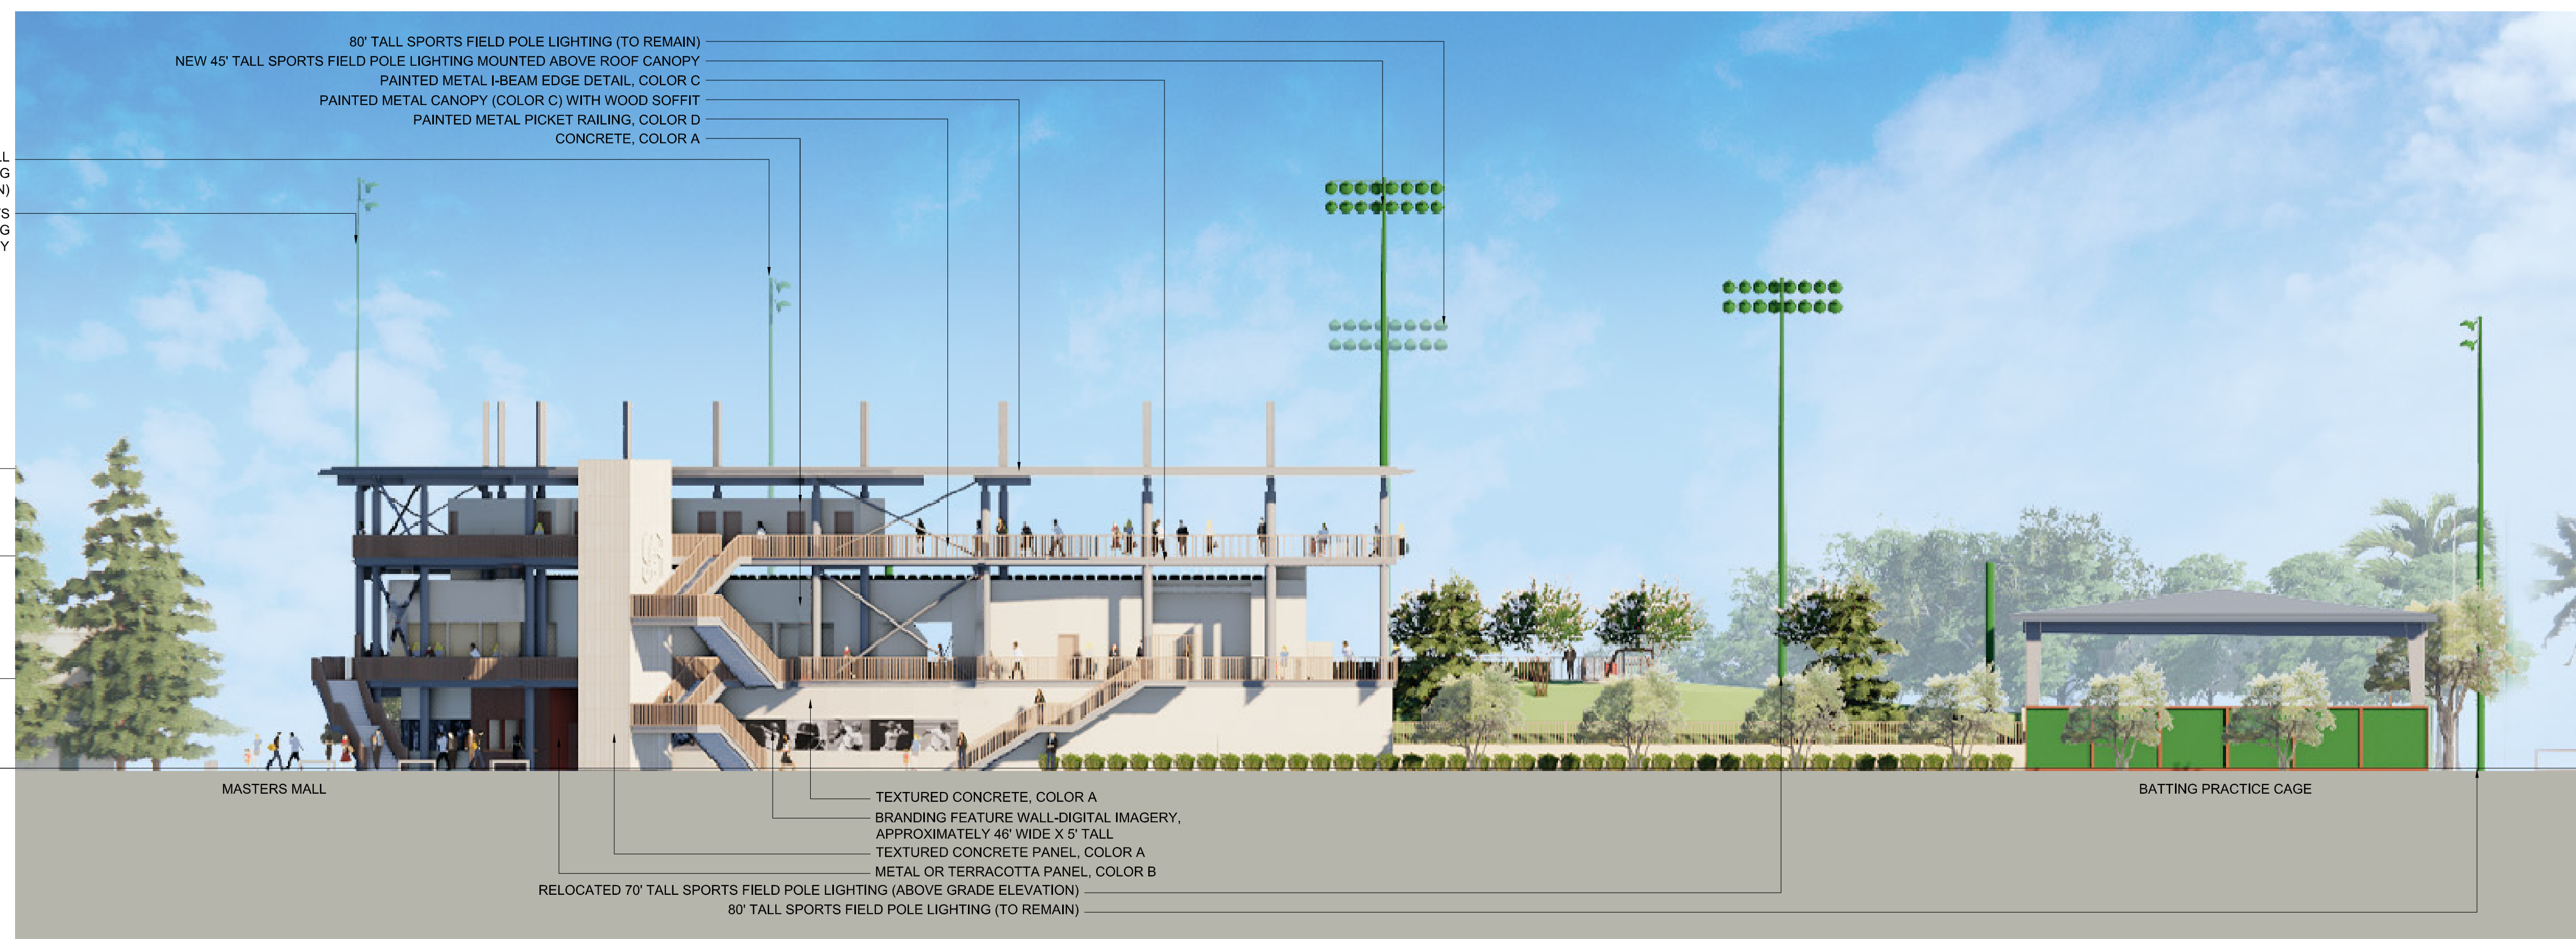 80' TALL SPORTS FIELD POLE LIGHTING (TO REMAIN)
NEW 45' TALL SPORTS FIELD POLE LIGHTING MOUNTED ABOVE ROOF CANOPY
PAINTED METAL I-BEAM EDGE DETAIL, COLOR C
PAINTED METAL CANOPY (COLOR C) WITH WOOD SOFFIT
PAINTED METAL PICKET RAILING, COLOR D
CONCRETE, COLOR A
MASTERS MALL
BATTING PRACTICE CAGE
TEXTURED CONCRETE, COLOR A
BRANDING FEATURE WALL-DIGITAL IMAGERY,
APPROXIMATELY 46' WIDE X 5' TALL
TEXTURED CONCRETE PANEL, COLOR A
METAL OR TERRACOTTA PANEL, COLOR B
RELOCATED 70' TALL SPORTS FIELD POLE LIGHTING (ABOVE GRADE ELEVATION)
80' TALL SPORTS FIELD POLE LIGHTING (TO REMAIN)